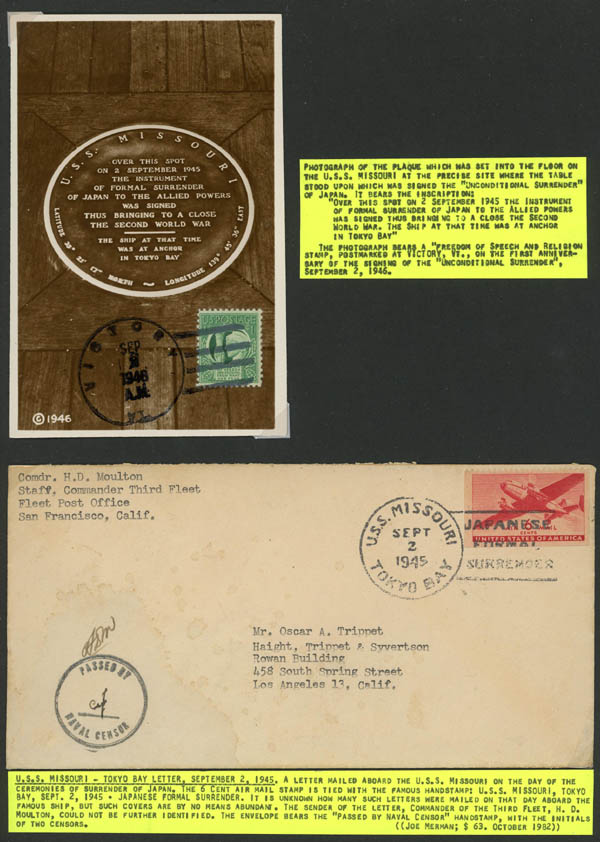 U.S.S. MISSOURI
OVER THIS SPOT
ON 2 SEPTEMBER 1945
THE INSTRUMENT
OF FORMAL SURRENDER
OF JAPAN TO THE ALLIED POWERS
WAS SIGNED
THUS BRINGING TO A CLOSE
THE SECOND WORLD WAR
THE SHIP AT THAT TIME
WAS AT ANCHOR
IN TOKYO BAY
LATITUDE 35° 21' 17" NORTH ~ LONGITUDE 139° 45' 36" EAST
VICTORY
SEP
2
1946
A.M.
VT.
U.S. POSTAGE
© 1946
PHOTOGRAPH OF THE PLAQUE WHICH WAS SET INTO THE FLOOR ON
THE U.S.S. MISSOURI AT THE PRECISE SITE WHERE THE TABLE
STOOD UPON WHICH WAS SIGNED THE "UNCONDITIONAL SURRENDER"
OF JAPAN. IT BEARS THE INSCRIPTION:
"OVER THIS SPOT ON 2 SEPTEMBER 1945 THE INSTRUMENT
OF FORMAL SURRENDER OF JAPAN TO THE ALLIED POWERS
HAS SIGNED THUS BRINGING TO A CLOSE THE SECOND
WORLD WAR. THE SHIP AT THAT TIME WAS AT ANCHOR
IN TOKYO BAY"
THE PHOTOGRAPH BEARS A "FREEDOM OF SPEECH AND RELIGION
STAMP, POSTMARKED AT VICTORY, VT., ON THE FIRST ANNIVER-
SARY OF THE SIGNING OF THE "UNCONDITIONAL SURRENDER",
SEPTEMBER 2, 1946.
Comdr. H.D. Moulton
Staff, Commander Third Fleet
Fleet Post Office
San Francisco, Calif.
U.S.S. MISSOURI
SEPT
2
1945
TOKYO BAY
JAPANESE
FORMAL
SURRENDER
CENTS
UNITED STATES OF AMERICA
Mr. Oscar A. Trippet
Haight, Trippet & Syvertson
Rowan Building
458 South Spring Street
Los Angeles 13, Calif.
PASSED BY
NAVAL CENSOR
U.S.S. MISSOURI - TOKYO BAY LETTER, SEPTEMBER 2, 1945. A LETTER MAILED ABOARD THE U.S.S. MISSOURI ON THE DAY OF THE
CEREMONIES OF SURRENDER OF JAPAN. THE 6 CENT AIR MAIL STAMP IS TIED WITH THE FAMOUS HANDSTAMP: U.S.S. MISSOURI, TOKYO
BAY, SEPT. 2, 1945 - JAPANESE FORMAL SURRENDER. IT IS UNKNOWN HOW MANY SUCH LETTERS WERE MAILED ON THAT DAY ABOARD THE
FAMOUS SHIP, BUT SUCH COVERS ARE BY NO MEANS ABUNDANT. THE SENDER OF THE LETTER, COMMANDER OF THE THIRD FLEET, H. D.
MOULTON, COULD NOT BE FURTHER IDENTIFIED. THE ENVELOPE BEARS THE "PASSED BY NAVAL CENSOR" HANDSTAMP, WITH THE INITIALS
OF TWO CENSORS. ((JOE MERMAN; $ 63. OCTOBER 1982))